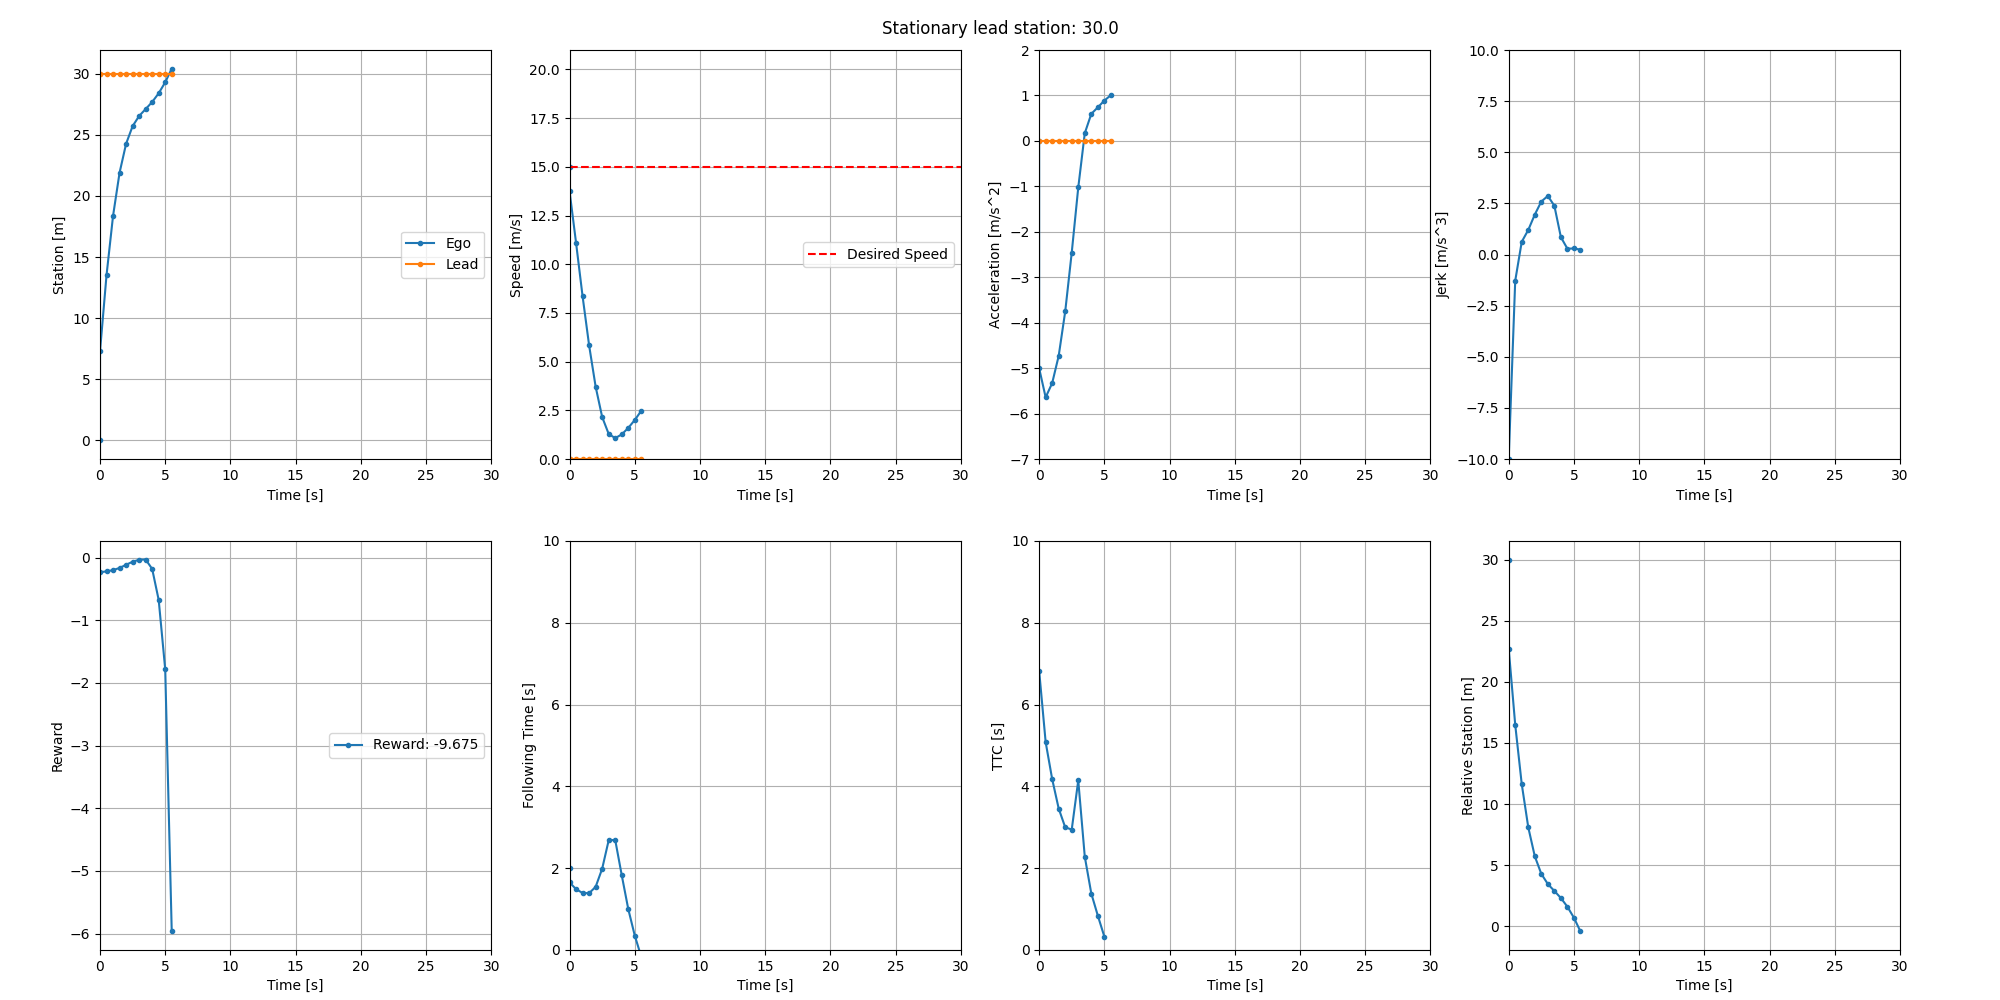 Stationary lead station: 30.0
Station [m]
30
25
20
15
10
5
0
Ego
Lead
0 5 10 15 20 25 30
Time [s]
Speed [m/s]
20.0
17.5
15.0
12.5
10.0
7.5
5.0
2.5
0.0
Desired Speed
0 5 10 15 20 25 30
Time [s]
Acceleration [m/s^2]
2
1
0
−1
−2
−3
−4
−5
−6
−7
0 5 10 15 20 25 30
Time [s]
Jerk [m/s^3]
10.0
7.5
5.0
2.5
0.0
−2.5
−5.0
−7.5
−10.0
0 5 10 15 20 25 30
Time [s]
Reward
0
−1
−2
−3
−4
−5
−6
Reward: -9.675
0 5 10 15 20 25 30
Time [s]
Following Time [s]
10
8
6
4
2
0
0 5 10 15 20 25 30
Time [s]
TTC [s]
10
8
6
4
2
0
0 5 10 15 20 25 30
Time [s]
Relative Station [m]
30
25
20
15
10
5
0
0 5 10 15 20 25 30
Time [s]